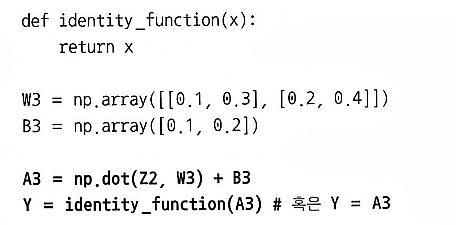 def identity_function(x):
    return x

W3 = np.array([[0.1, 0.3], [0.2, 0.4]])
B3 = np.array([0.1, 0.2])

A3 = np.dot(Z2, W3) + B3
Y = identity_function(A3) # 혹은 Y = A3